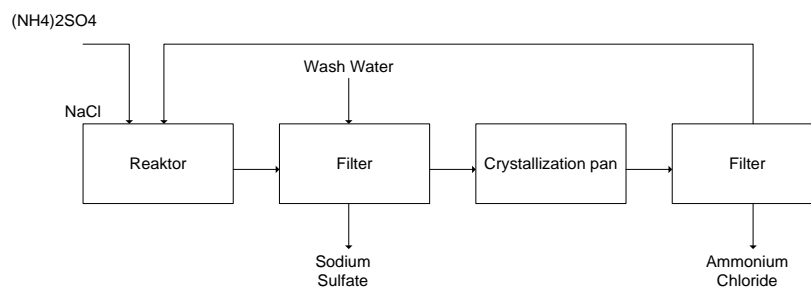 (NH4)2SO4
Wash Water
NaCl
Reaktor
Filter
Crystallization pan
Filter
Sodium
Sulfate
Ammonium
Chloride